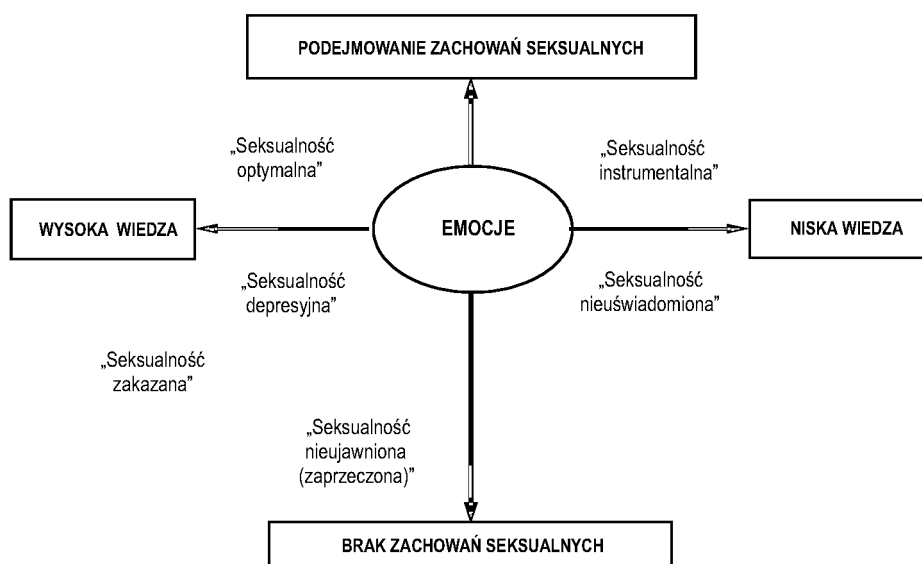 PODEJMOWANIE ZACHOWAŃ SEKSUALNYCH
„Seksualność
optymalna”
„Seksualność
instrumentalna”
WYSOKA WIEDZA
EMOCJE
NISKA WIEDZA
„Seksualność
depresyjna”
„Seksualność
nieuświadomiona”
„Seksualność
zakazana”
„Seksualność
nieujawniona
(zaprzeczona)”
BRAK ZACHOWAŃ SEKSUALNYCH